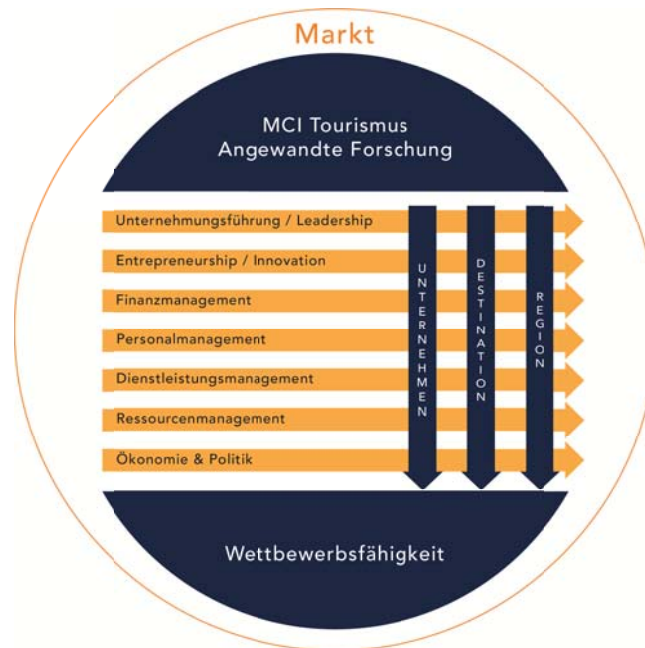 Markt
MCI Tourismus
Angewandte Forschung
Unternehmungsführung / Leadership
Entrepreneurship / Innovation
Finanzmanagement
Personalmanagement
Dienstleistungsmanagement
Ressourcenmanagement
Ökonomie & Politik
UNTERNEHMEN
DESTINATION
REGION
Wettbewerbsfähigkeit